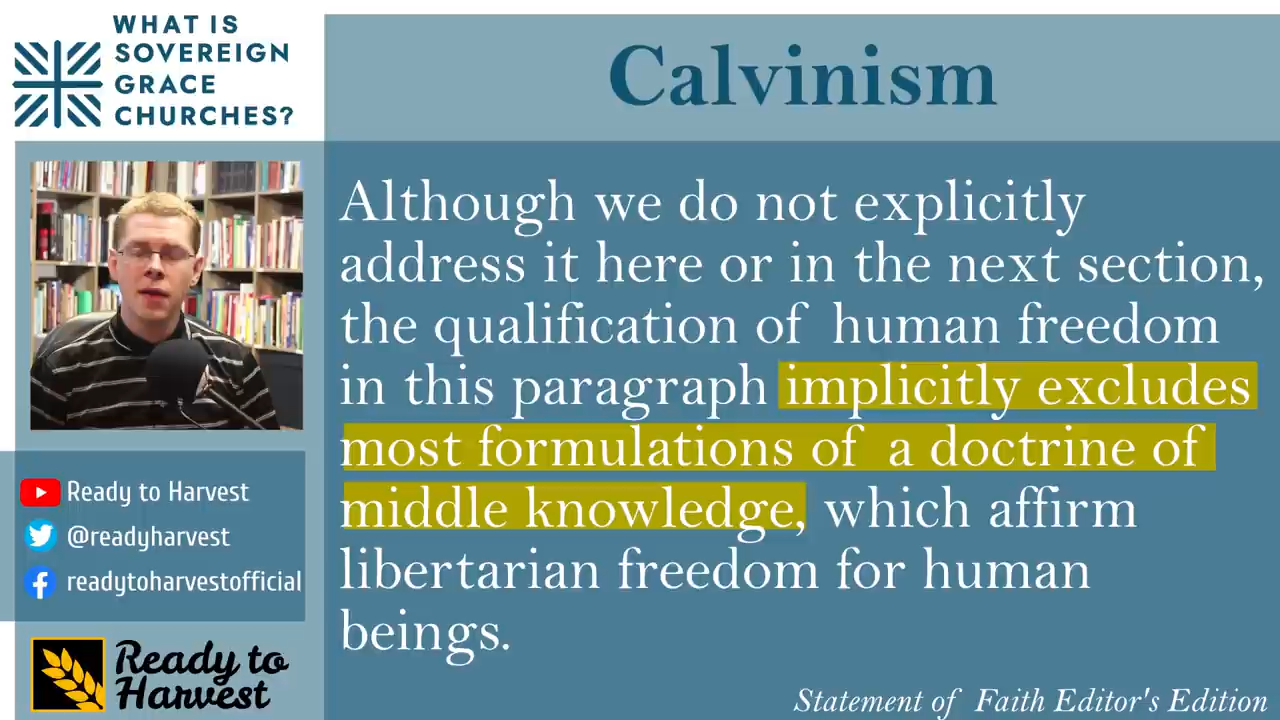 WHAT IS
SOVEREIGN
GRACE
CHURCHES?
Calvinism
Although we do not explicitly
address it here or in the next section,
the qualification of human freedom
in this paragraph implicitly excludes
most formulations of a doctrine of
middle knowledge, which affirm
libertarian freedom for human
beings.
Statement of Faith Editor's Edition
Ready to Harvest
@readyharvest
readytoharvestofficial
Ready to
Harvest